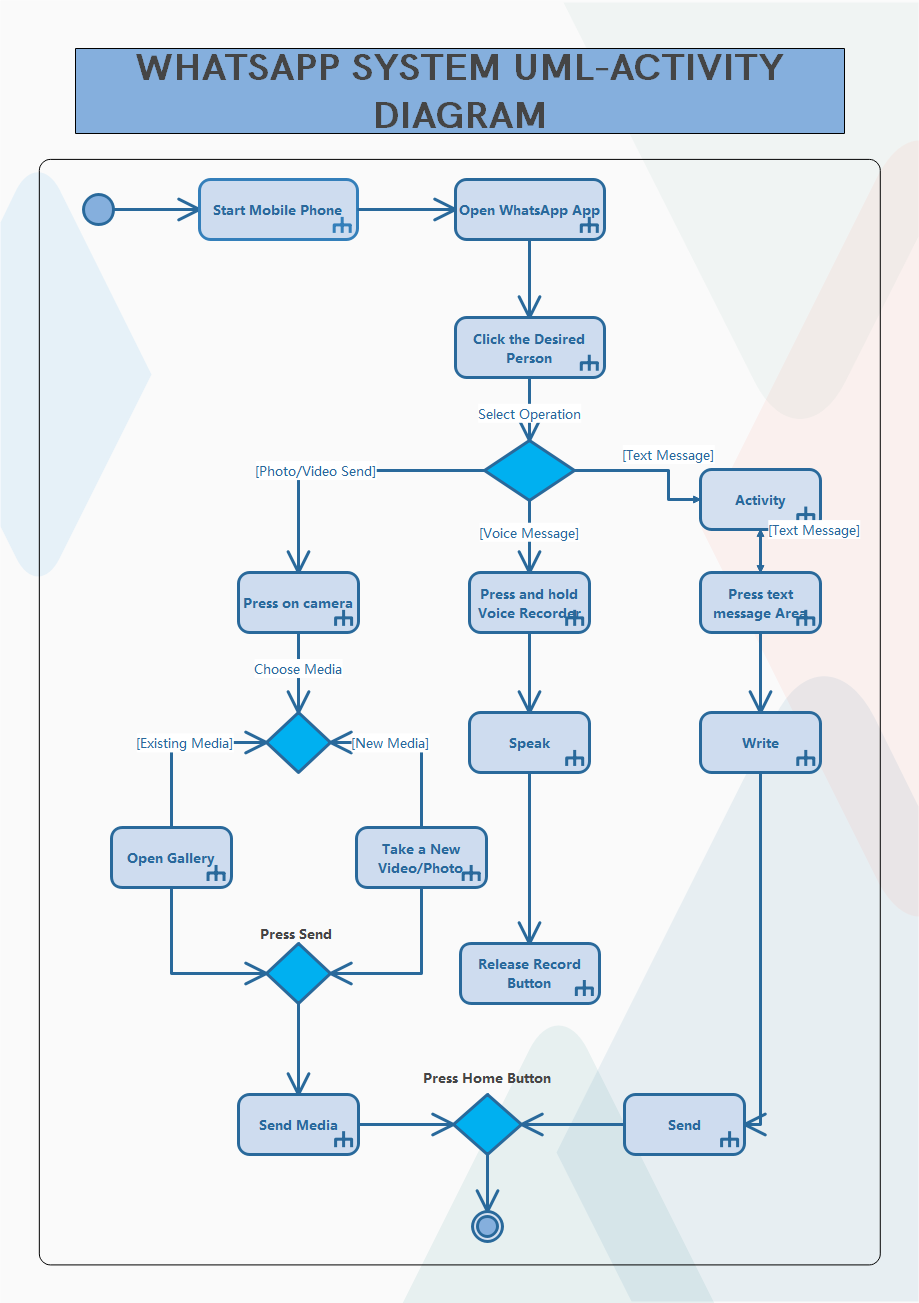 WHATSAPP SYSTEM UML-ACTIVITY
DIAGRAM
Start Mobile Phone
Open WhatsApp App
Click the Desired
Person
Select Operation
[Photo/Video Send]
[Text Message]
Activity
[Voice Message]
[Text Message]
Press on camera
Press and hold
Voice Recorder
Press text
message Area
Choose Media
[Existing Media]
[New Media]
Speak
Write
Open Gallery
Take a New
Video/Photo
Press Send
Release Record
Button
Press Home Button
Send Media
Send